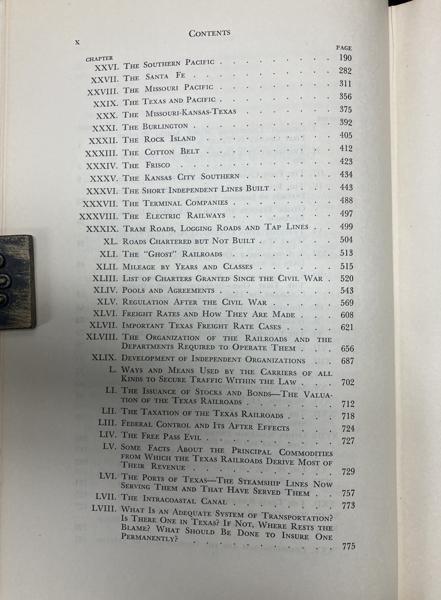 x
CONTENTS
CHAPTER PAGE
XXVI. THE SOUTHERN PACIFIC . . . . . . . . . 190
XXVII. THE SANTA FE . . . . . . . . . . 282
XXVIII. THE MISSOURI PACIFIC . . . . . . . . . 311
XXIX. THE TEXAS AND PACIFIC . . . . . . . . 356
XXX. THE MISSOURI-KANSAS-TEXAS . . . . . . . 375
XXXI. THE BURLINGTON . . . . . . . . . . 392
XXXII. THE ROCK ISLAND . . . . . . . . . 405
XXXIII. THE COTTON BELT . . . . . . . . . 412
XXXIV. THE FRISCO . . . . . . . . . . . 423
XXXV. THE KANSAS CITY SOUTHERN . . . . . . . 434
XXXVI. THE SHORT INDEPENDENT LINES BUILT . . . . . 443
XXXVII. THE TERMINAL COMPANIES . . . . . . . . 488
XXXVIII. THE ELECTRIC RAILWAYS . . . . . . . . 497
XXXIX. TRAM ROADS, LOGGING ROADS AND TAP LINES . . . 499
XL. ROADS CHARTERED BUT NOT BUILT . . . . . . 504
XLI. THE "GHOST" RAILROADS . . . . . . . . 513
XLII. MILEAGE BY YEARS AND CLASSES . . . . . . 515
XLIII. LIST OF CHARTERS GRANTED SINCE THE CIVIL WAR . . 520
XLIV. POOLS AND AGREEMENTS . . . . . . . . 543
XLV. REGULATION AFTER THE CIVIL WAR . . . . . . 569
XLVI. FREIGHT RATES AND HOW THEY ARE MADE . . . . 608
XLVII. IMPORTANT TEXAS FREIGHT RATE CASES . . . . . 621
XLVIII. THE ORGANIZATION OF THE RAILROADS AND THE
DEPARTMENTS REQUIRED TO OPERATE THEM . . . 656
XLIX. DEVELOPMENT OF INDEPENDENT ORGANIZATIONS . . . 687
L. WAYS AND MEANS USED BY THE CARRIERS OF ALL
KINDS TO SECURE TRAFFIC WITHIN THE LAW . . . 702
LI. THE ISSUANCE OF STOCKS AND BONDS—THE VALUA-
TION OF THE TEXAS RAILROADS . . . . . . 712
LII. THE TAXATION OF THE TEXAS RAILROADS . . . . 718
LIII. FEDERAL CONTROL AND ITS AFTER EFFECTS . . . . 724
LIV. THE FREE PASS EVIL . . . . . . . . . 727
LV. SOME FACTS ABOUT THE PRINCIPAL COMMODITIES
FROM WHICH THE TEXAS RAILROADS DERIVE MOST OF
THEIR REVENUE . . . . . . . . . . 729
LVI. THE PORTS OF TEXAS—THE STEAMSHIP LINES NOW
SERVING THEM AND THAT HAVE SERVED THEM . . . 757
LVII. THE INTRACOASTAL CANAL . . . . . . . . 773
LVIII. WHAT IS AN ADEQUATE SYSTEM OF TRANSPORTATION?
IS THERE ONE IN TEXAS? IF NOT, WHERE RESTS THE
BLAME? WHAT SHOULD BE DONE TO INSURE ONE
PERMANENTLY? . . . . . . . . . . 775